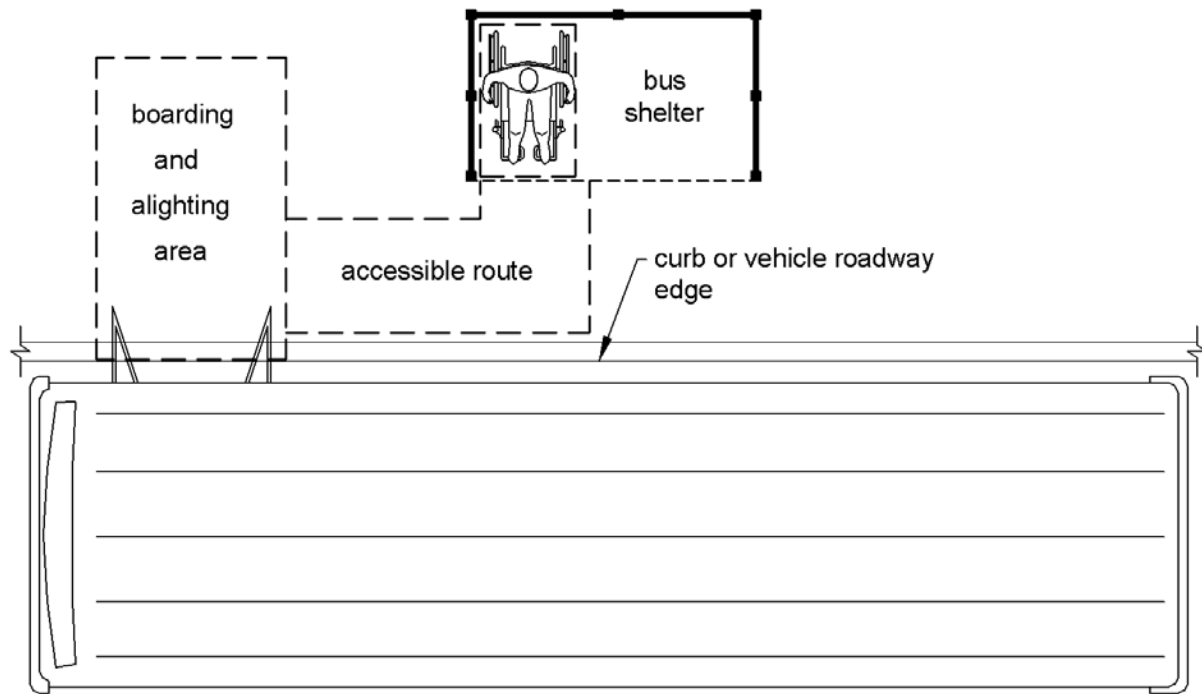 boarding
and
alighting
area
bus
shelter
accessible route
curb or vehicle roadway
edge